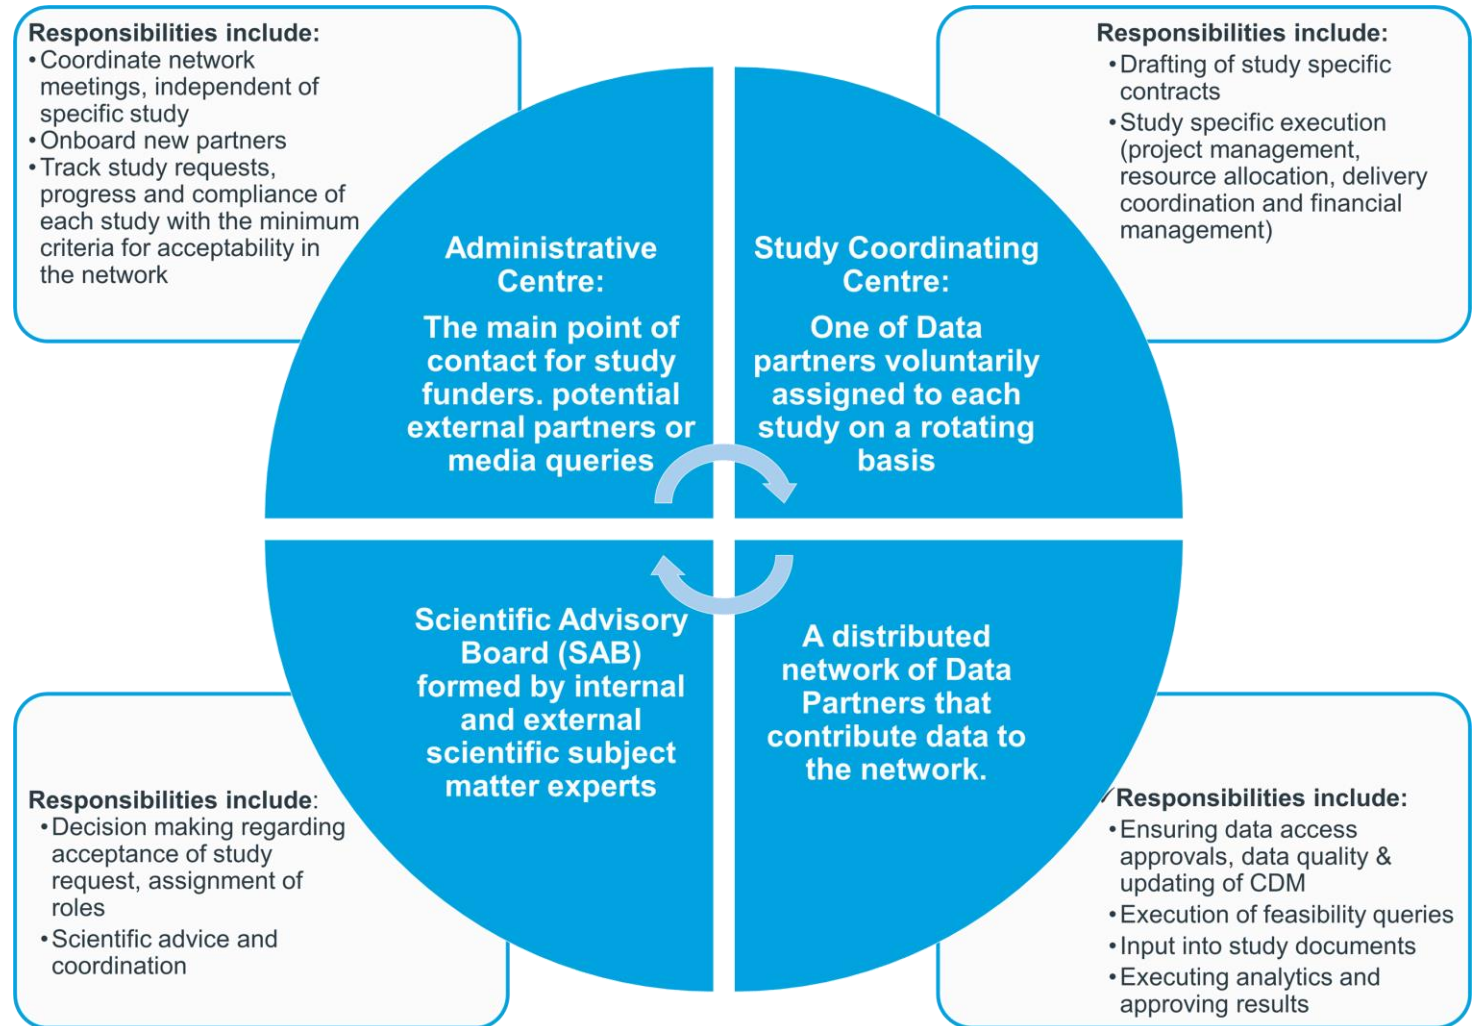 Responsibilities include:
•Coordinate network
meetings, independent of
specific study
•Onboard new partners
•Track study requests,
progress and compliance of
each study with the minimum
criteria for acceptability in
the network
Administrative
Centre:
The main point of
contact for study
funders. potential
external partners or
media queries
Responsibilities include:
•Drafting of study specific
contracts
•Study specific execution
(project management,
resource allocation, delivery
coordination and financial
management)
Study Coordinating
Centre:
One of Data
partners voluntarily
assigned to each
study on a rotating
basis
Scientific Advisory
Board (SAB)
formed by internal
and external
scientific subject
matter experts
Responsibilities include:
•Decision making regarding
acceptance of study
request, assignment of
roles
•Scientific advice and
coordination
A distributed
network of Data
Partners that
contribute data to
the network.
✓Responsibilities include:
•Ensuring data access
approvals, data quality &
updating of CDM
•Execution of feasibility queries
•Input into study documents
•Executing analytics and
approving results